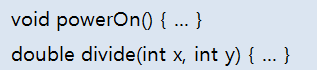 void powerOn() { ... }
double divide(int x, int y) { ... }